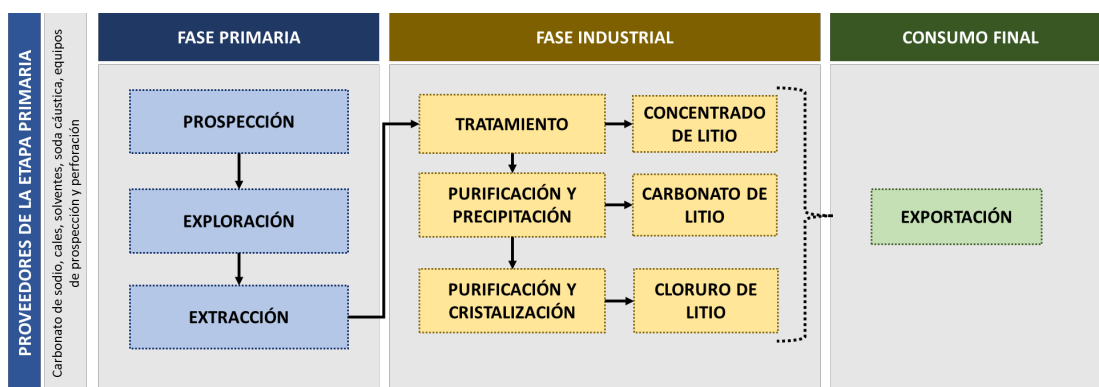 PROVEEDORES DE LA ETAPA PRIMARIA
Carbonato de sodio, cales, solventes, soda cáustica, equipos
de prospección y perforación
FASE PRIMARIA
PROSPECCIÓN
EXPLORACIÓN
EXTRACCIÓN
FASE INDUSTRIAL
TRATAMIENTO
CONCENTRADO
DE LITIO
PURIFICACIÓN Y
PRECIPITACIÓN
CARBONATO DE
LITIO
PURIFICACIÓN Y
CRISTALIZACIÓN
CLORURO DE
LITIO
CONSUMO FINAL
EXPORTACIÓN